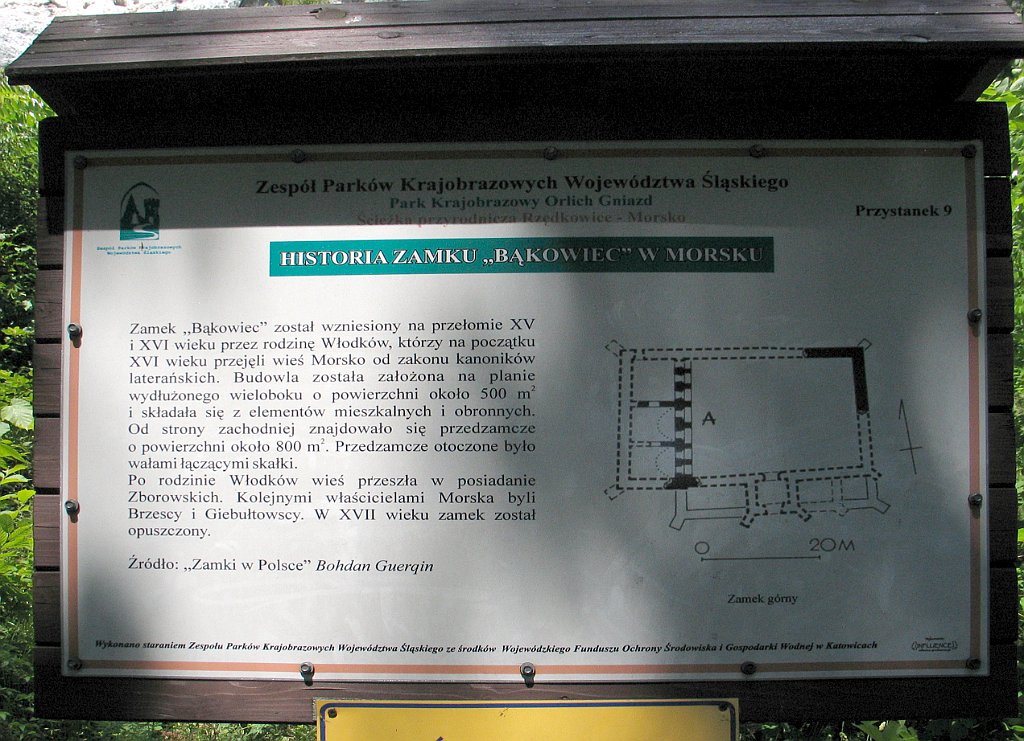 Zespół Parków Krajobrazowych Województwa Śląskiego
Park Krajobrazowy Orlich Gniazd
Ścieżka przyrodnicza Rzędkowice - Morsko
Przystanek 9
Zespół Parków Krajobrazowych
Województwa Śląskiego
HISTORIA ZAMKU „BĄKOWIEC” W MORSKU
Zamek ,,Bąkowiec” został wzniesiony na przełomie XV
i XVI wieku przez rodzinę Włodków, którzy na początku
XVI wieku przejęli wieś Morsko od zakonu kanoników
laterańskich. Budowla została założona na planie
wydłużonego wieloboku o powierzchni około 500 m²
i składała się z elementów mieszkalnych i obronnych.
Od strony zachodniej znajdowało się przedzamcze
o powierzchni około 800 m². Przedzamcze otoczone było
wałami łączącymi skałki.
Po rodzinie Włodków wieś przeszła w posiadanie
Zborowskich. Kolejnymi właścicielami Morska byli
Brzescy i Giebułtowscy. W XVII wieku zamek został
opuszczony.
Źródło: „Zamki w Polsce” Bohdan Guerqin
A
0 20M
Zamek górny
Wykonano staraniem Zespołu Parków Krajobrazowych Województwa Śląskiego ze środków Wojewódzkiego Funduszu Ochrony Środowiska i Gospodarki Wodnej w Katowicach
INFLUENCE